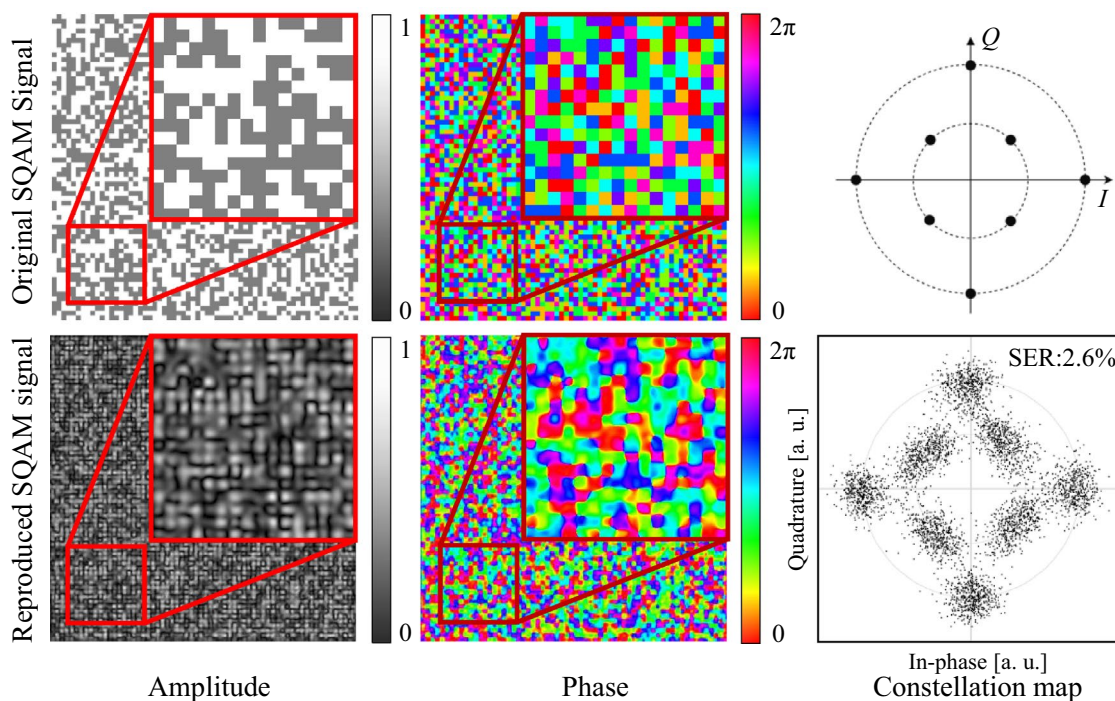 Original SQAM Signal
1
0
2π
0
Q
I
Reproduced SQAM signal
1
0
2π
0
SER:2.6%
Quadrature [a. u.]
In-phase [a. u.]
Amplitude
Phase
Constellation map